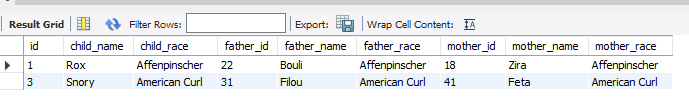 Result Grid Filter Rows: Export: Wrap Cell Content: IA
id child_name child_race father_id father_name father_race mother_id mother_name mother_race
1 Rox Affenpinscher 22 Bouli Affenpinscher 18 Zira Affenpinscher
3 Snory American Curl 31 Filou American Curl 41 Feta American Curl